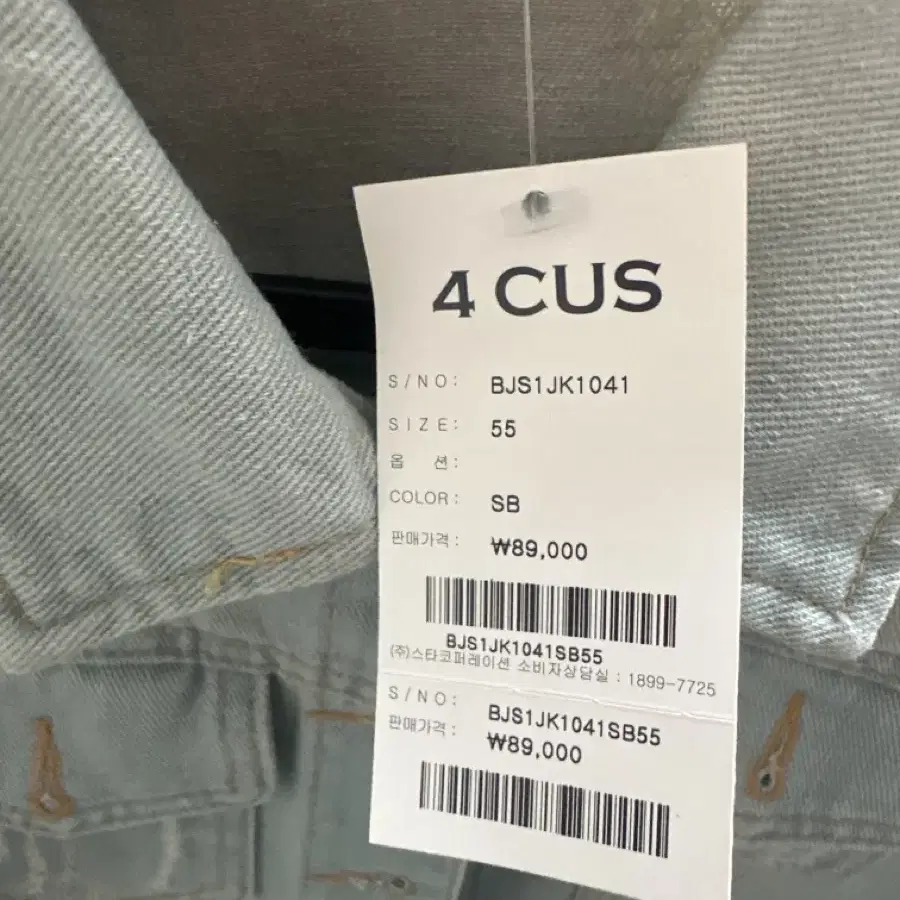 4 CUS
S/NO: BJS1JK1041
SIZE: 55
옵 션:
COLOR: SB
판매가격: ₩89,000
BJS1JK1041SB55
(주)스타코퍼레이션 소비자상담실 : 1899-7725
S/NO: BJS1JK1041SB55
판매가격: ₩89,000